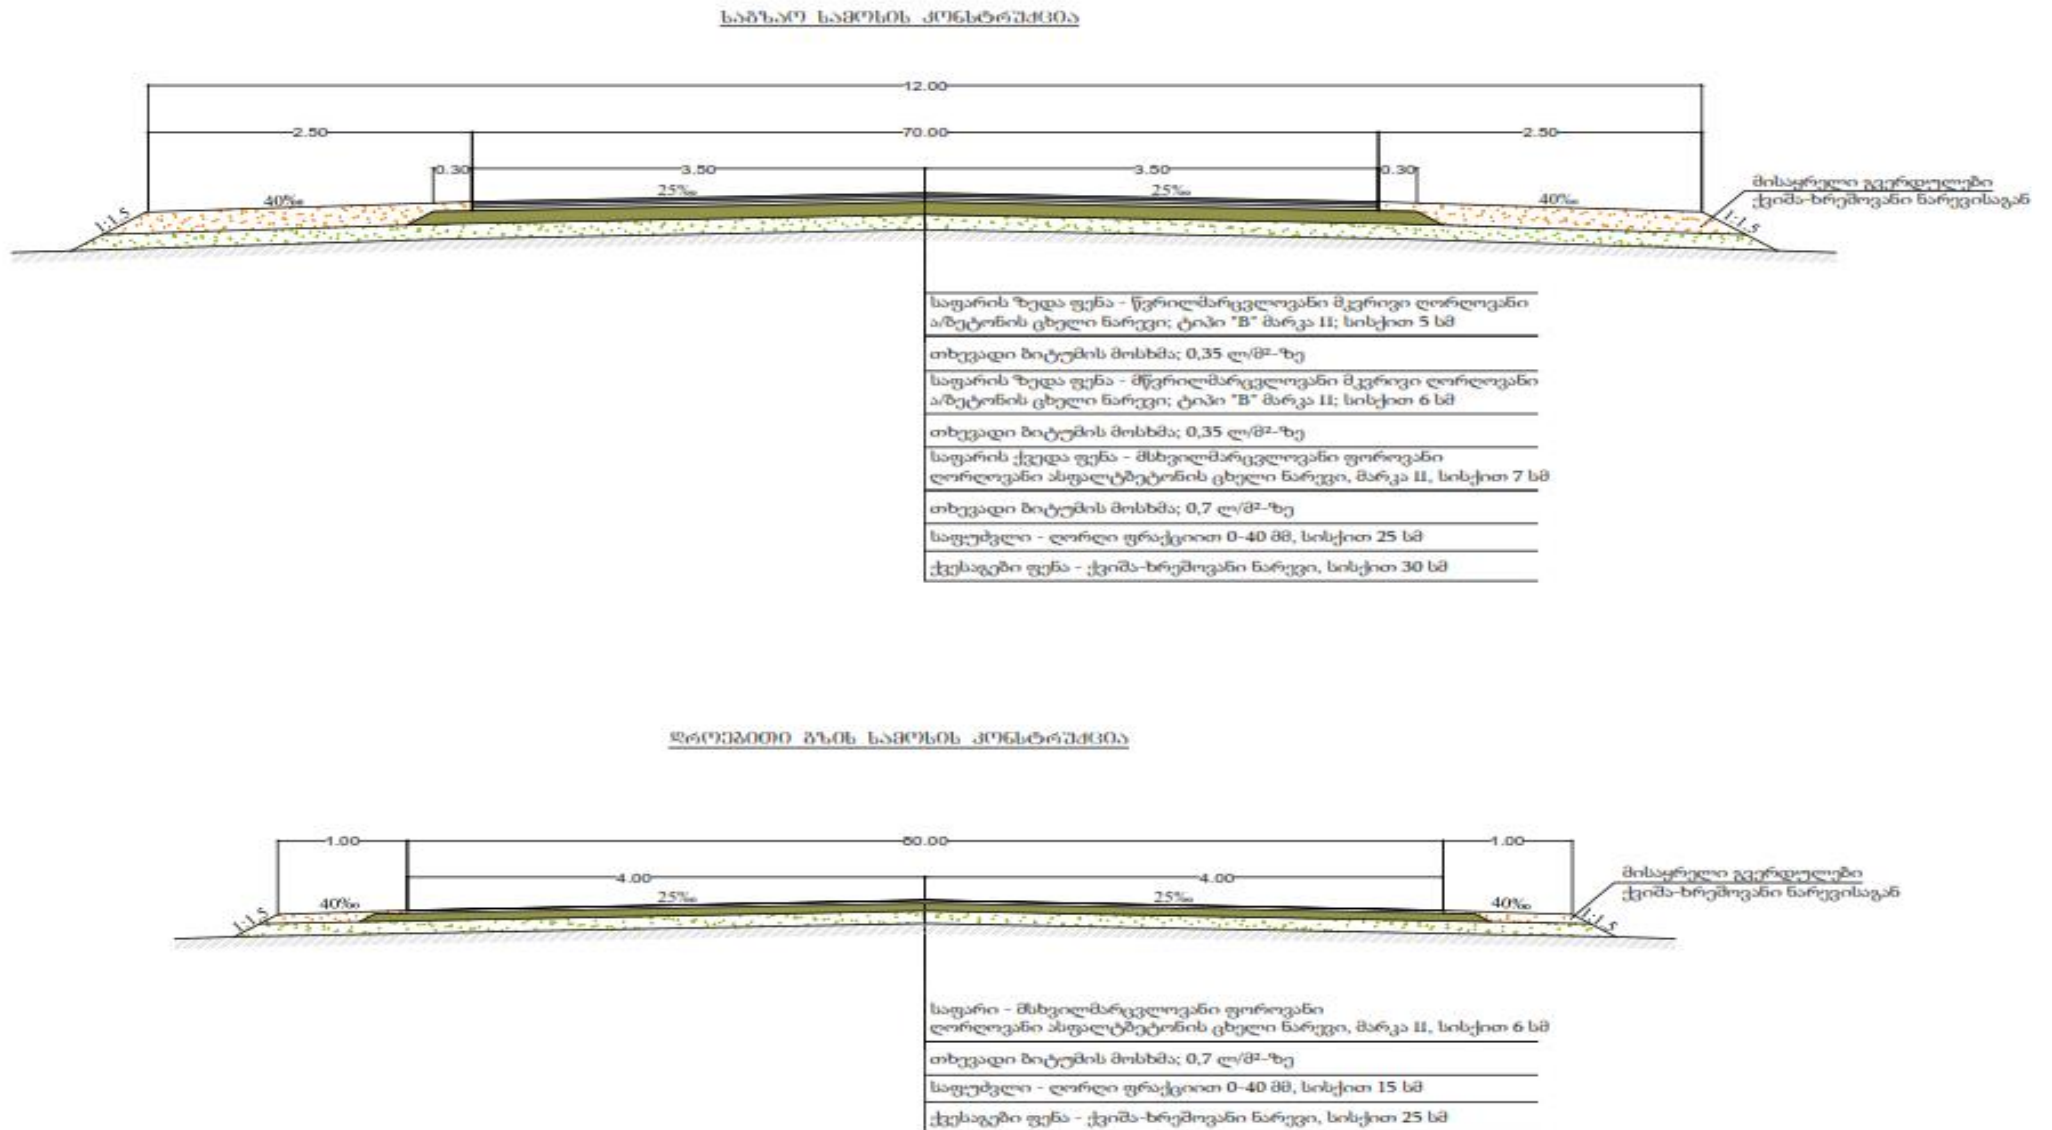 საგზაო სამოსის კონსტრუქცია
12.00
2.50 70.00 2.50
0.30 3.50 3.50 0.30
1:1.5 40‰ 25‰ 25‰ 40‰ 1:1.5
მისაყრელი გვერდულები
ქვიშა-ხრეშოვანი ნარევისაგან
საფარის ზედა ფენა - წვრილმარცვლოვანი მკვრივი ღორღოვანი
ა/ბეტონის ცხელი ნარევი; ტიპი "B" მარკა II; სისქით 5 სმ
თხევადი ბიტუმის მოსხმა; 0,35 ლ/მ²-ზე
საფარის ზედა ფენა - მწვრილმარცვლოვანი მკვრივი ღორღოვანი
ა/ბეტონის ცხელი ნარევი; ტიპი "B" მარკა II; სისქით 6 სმ
თხევადი ბიტუმის მოსხმა; 0,35 ლ/მ²-ზე
საფარის ქვედა ფენა - მსხვილმარცვლოვანი ფოროვანი
ღორღოვანი ასფალტბეტონის ცხელი ნარევი, მარკა II, სისქით 7 სმ
თხევადი ბიტუმის მოსხმა; 0,7 ლ/მ²-ზე
საფუძვლი - ღორღი ფრაქციით 0-40 მმ, სისქით 25 სმ
ქვესაგები ფენა - ქვიშა-ხრეშოვანი ნარევი, სისქით 30 სმ
დროებითი გზის სამოსის კონსტრუქცია
1.00 80.00 1.00
4.00 4.00
1:1.5 40‰ 25‰ 25‰ 40‰ 1:1.5
მისაყრელი გვერდულები
ქვიშა-ხრეშოვანი ნარევისაგან
საფარი - მსხვილმარცვლოვანი ფოროვანი
ღორღოვანი ასფალტბეტონის ცხელი ნარევი, მარკა II, სისქით 6 სმ
თხევადი ბიტუმის მოსხმა; 0,7 ლ/მ²-ზე
საფუძვლი - ღორღი ფრაქციით 0-40 მმ, სისქით 15 სმ
ქვესაგები ფენა - ქვიშა-ხრეშოვანი ნარევი, სისქით 25 სმ